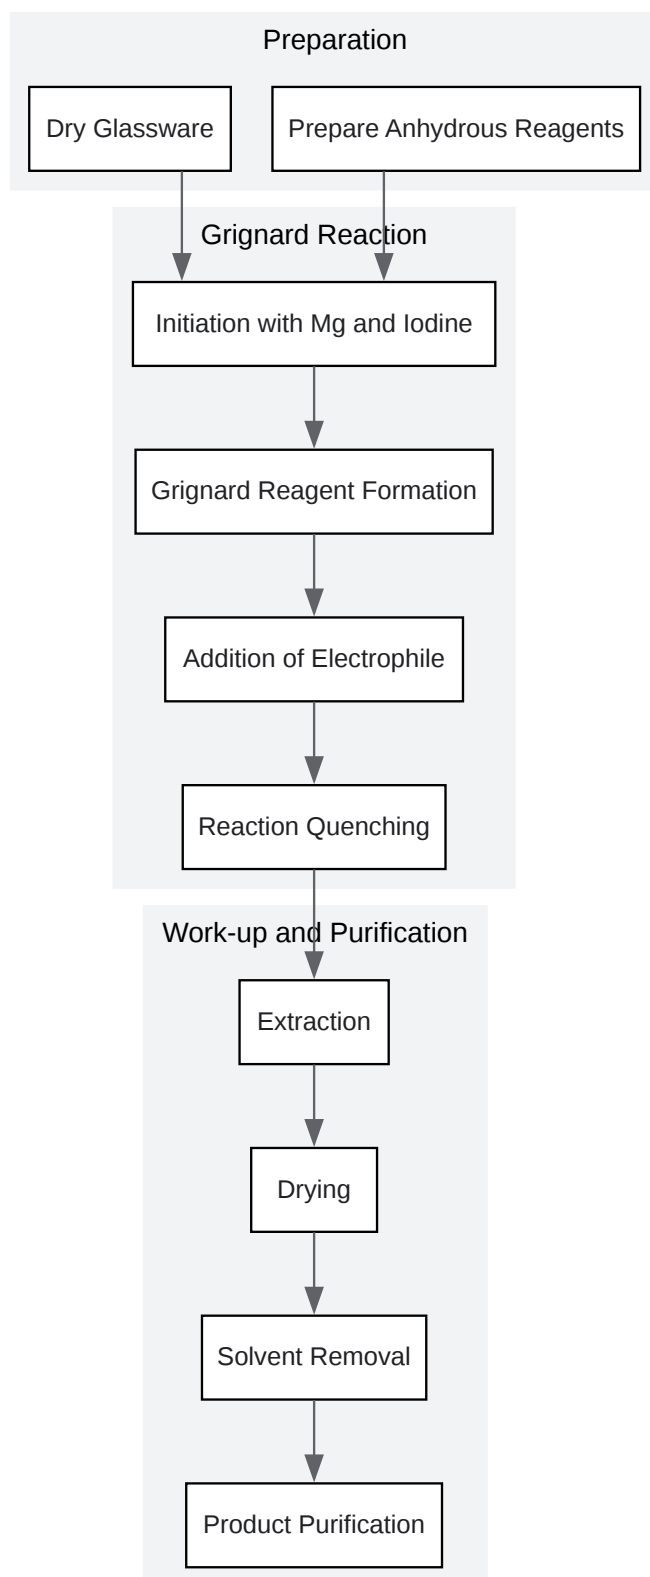 Preparation
Dry Glassware
Prepare Anhydrous Reagents
Grignard Reaction
Initiation with Mg and Iodine
Grignard Reagent Formation
Addition of Electrophile
Reaction Quenching
Work-up and Purification
Extraction
Drying
Solvent Removal
Product Purification